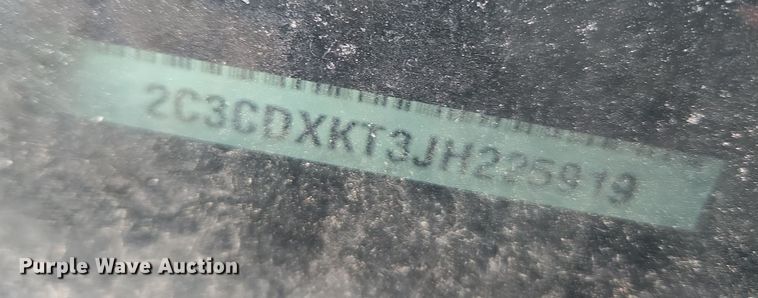 2C3CDXKT3JH225919
Purple Wave Auction